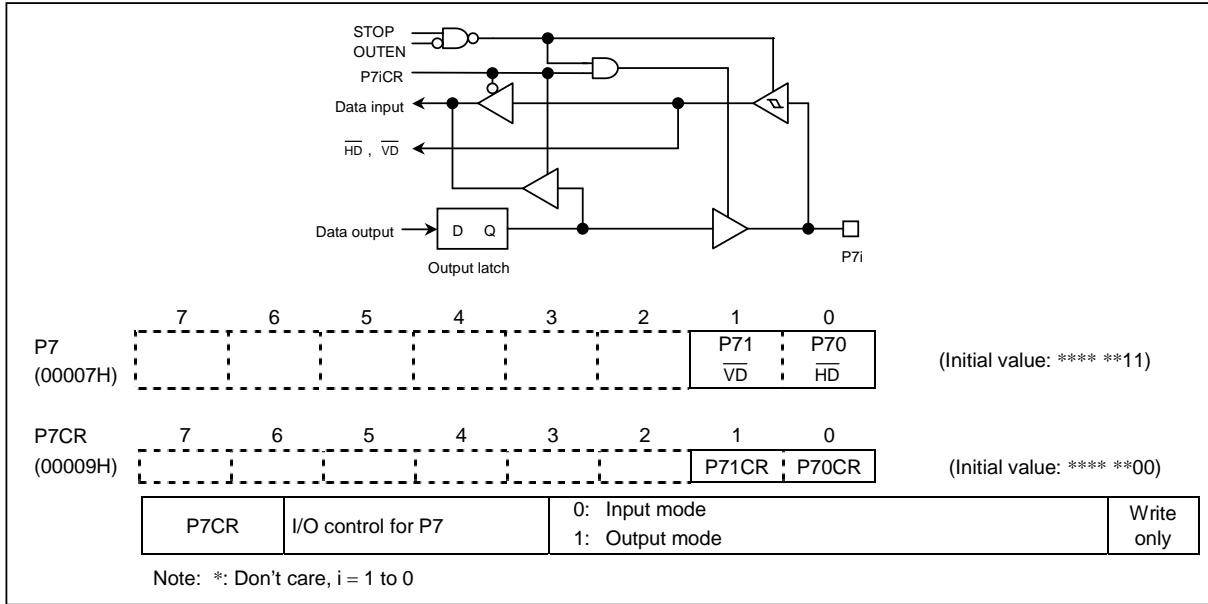 STOP
OUTEN
P7iCR
Data input
HD , VD
Data output
D Q
Output latch
P7i
7 6 5 4 3 2 1 0
P7
(00007H)
P71 P70
VD HD
(Initial value: **** **11)
P7CR
(00009H)
7 6 5 4 3 2 1 0
P71CR P70CR
(Initial value: **** **00)
P7CR
I/O control for P7
0: Input mode
1: Output mode
Write
only
Note: *: Don't care, i = 1 to 0